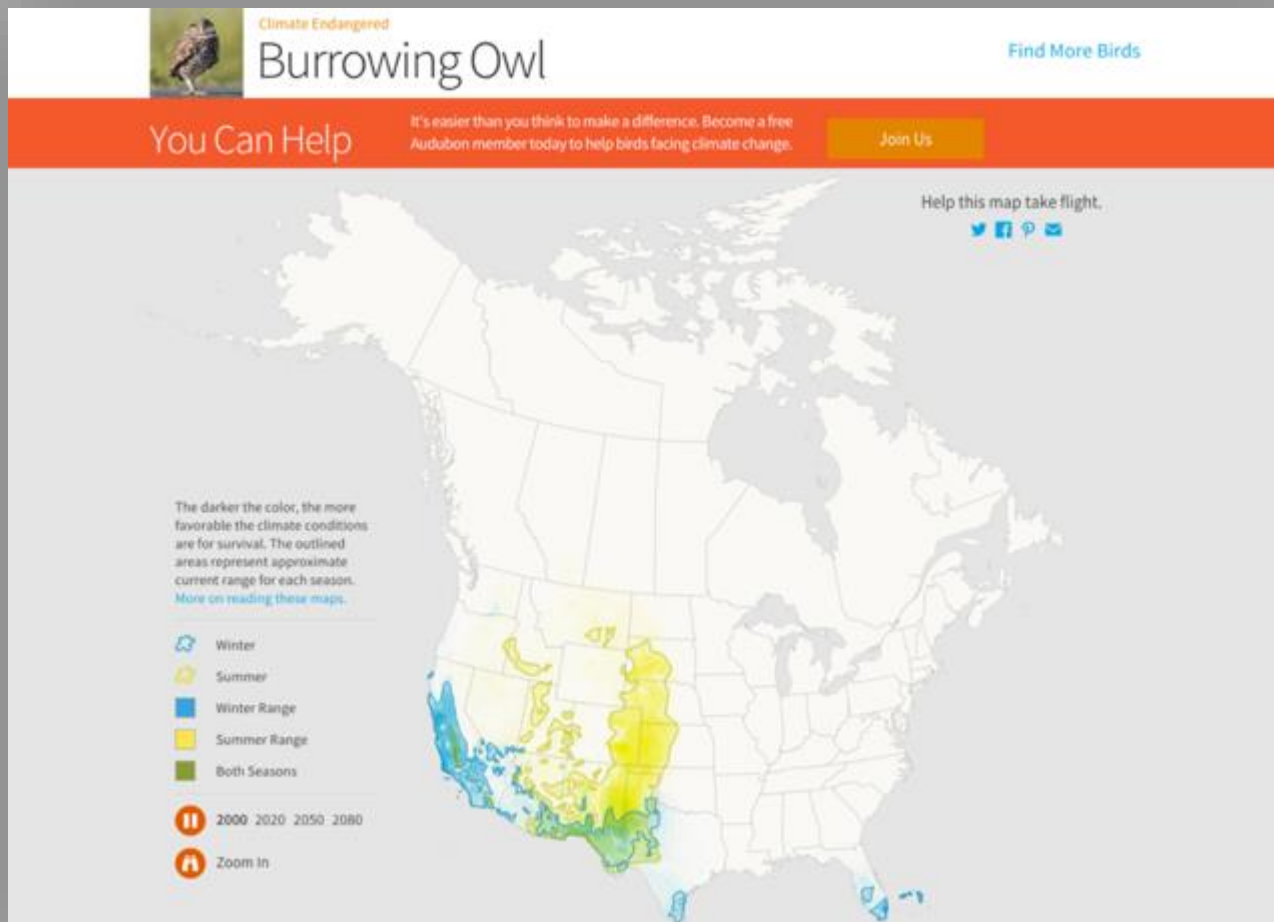 Climate Endangered
Burrowing Owl
Find More Birds
You Can Help
It's easier than you think to make a difference. Become a free
Audubon member today to help birds facing climate change.
Join Us
Help this map take flight.
The darker the color, the more
favorable the climate conditions
are for survival. The outlined
areas represent approximate
current range for each season.
More on reading these maps.
Winter
Summer
Winter Range
Summer Range
Both Seasons
2000 2020 2050 2080
Zoom In